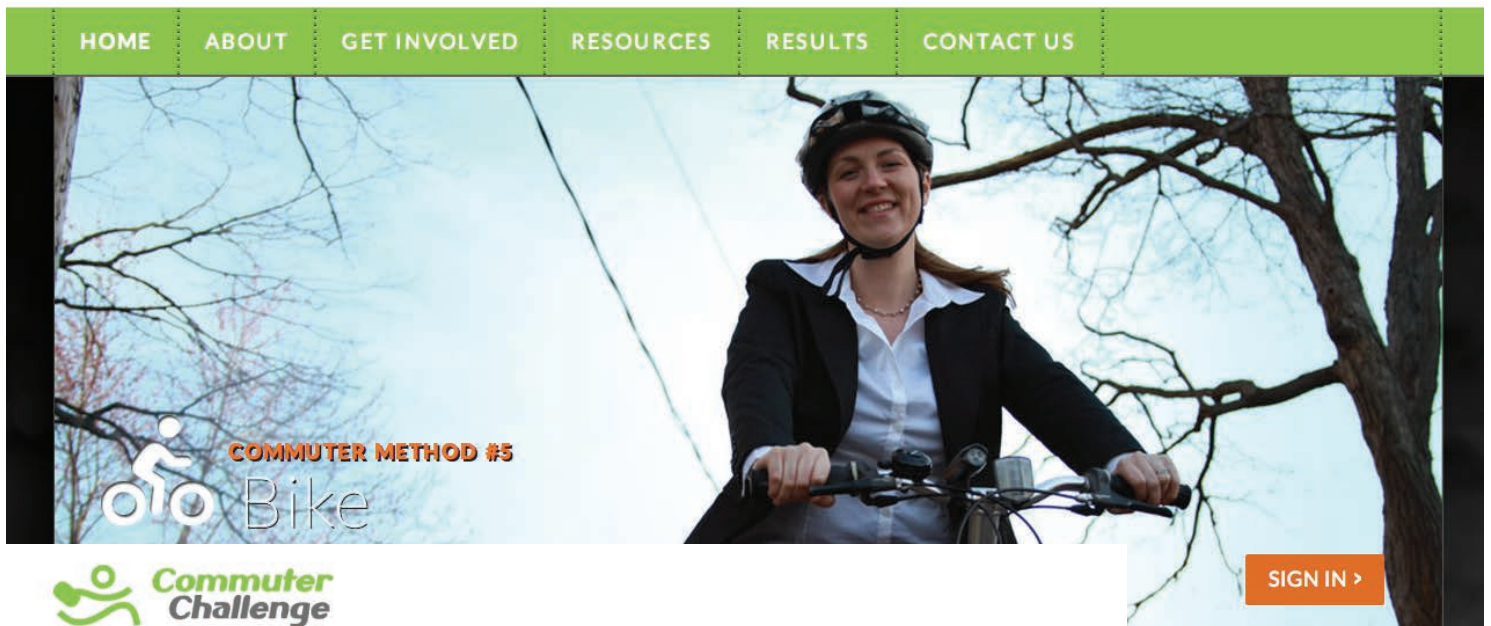 HOME ABOUT GET INVOLVED RESOURCES RESULTS CONTACT US
COMMUTER METHOD #5
Bike
Commuter
Challenge
SIGN IN >